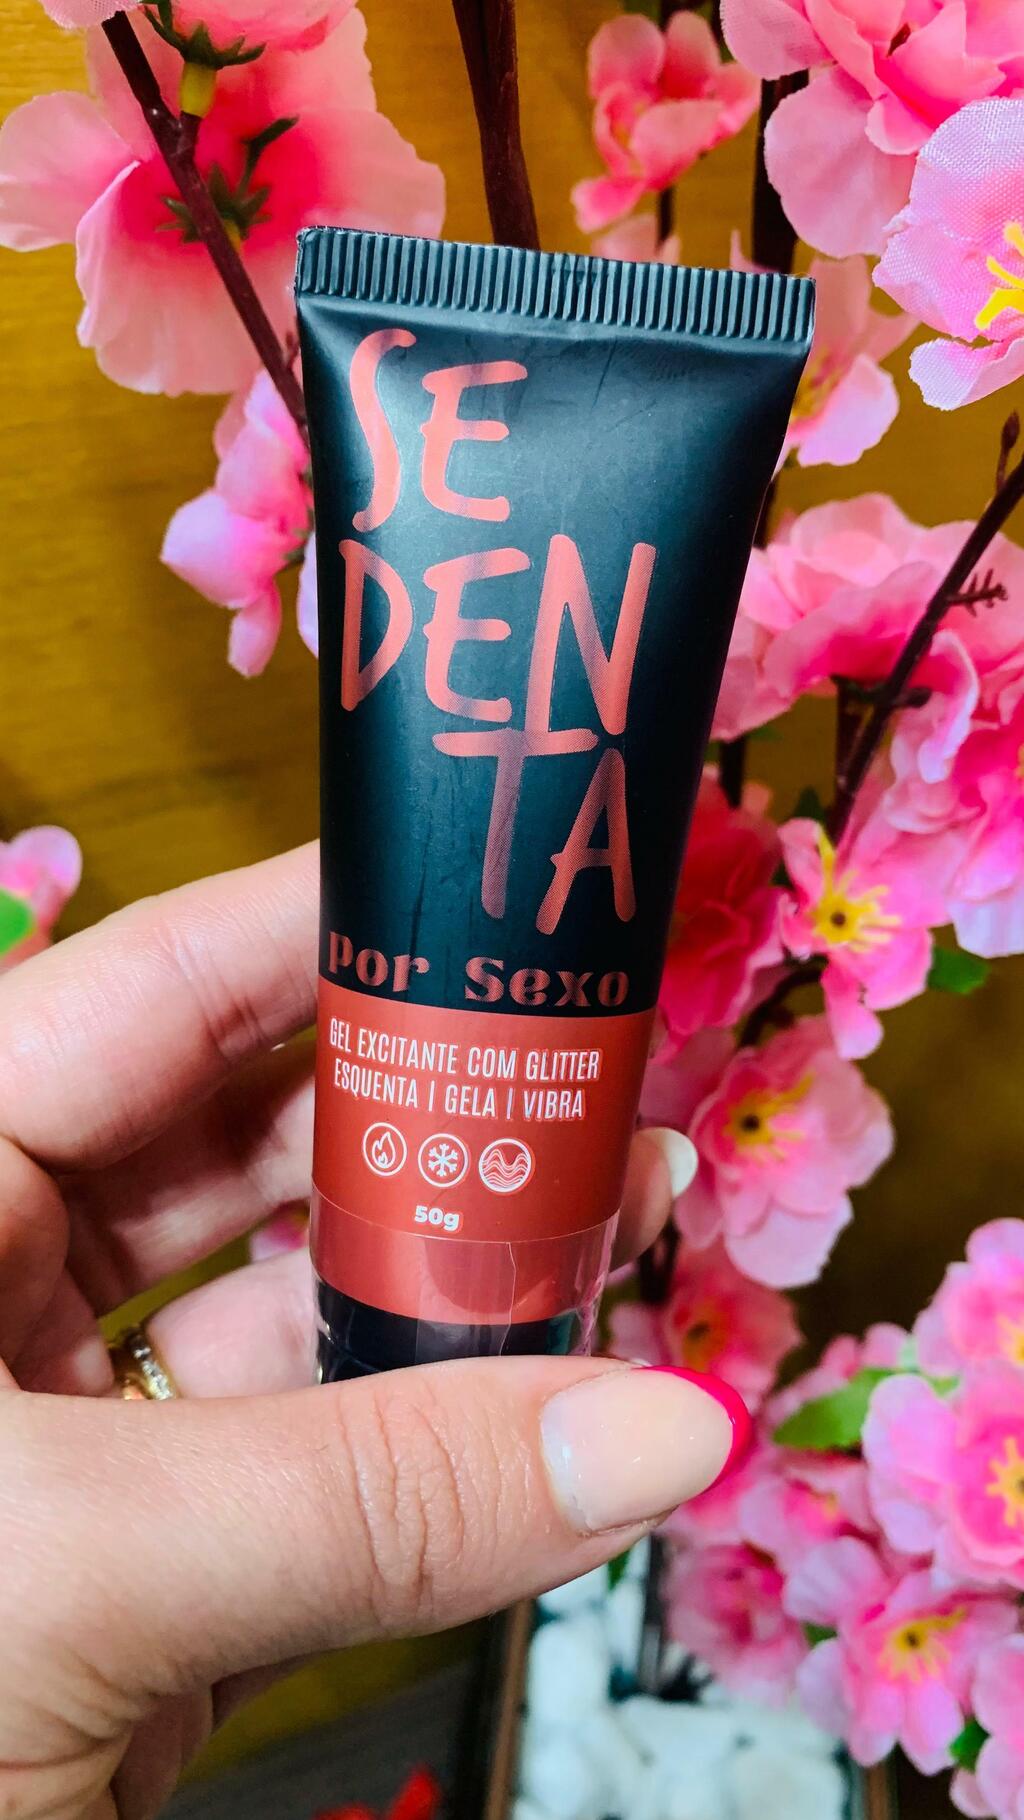 SE
DEN
TA
por Sexo
GEL EXCITANTE COM GLITTER
ESQUENTA | GELA | VIBRA
50g